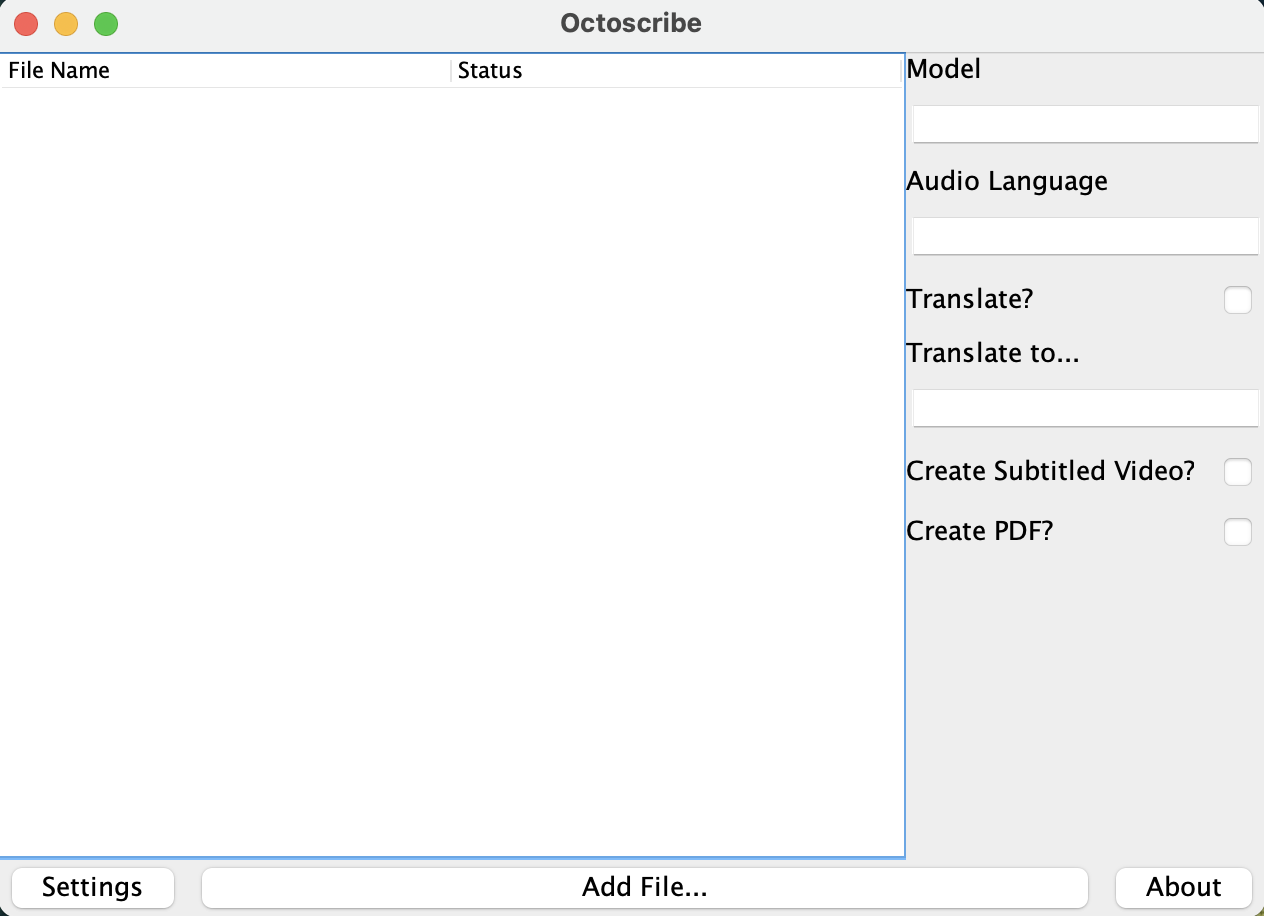 Octoscribe
File Name
Status
Model
Audio Language
Translate?
Translate to...
Create Subtitled Video?
Create PDF?
Settings
Add File...
About